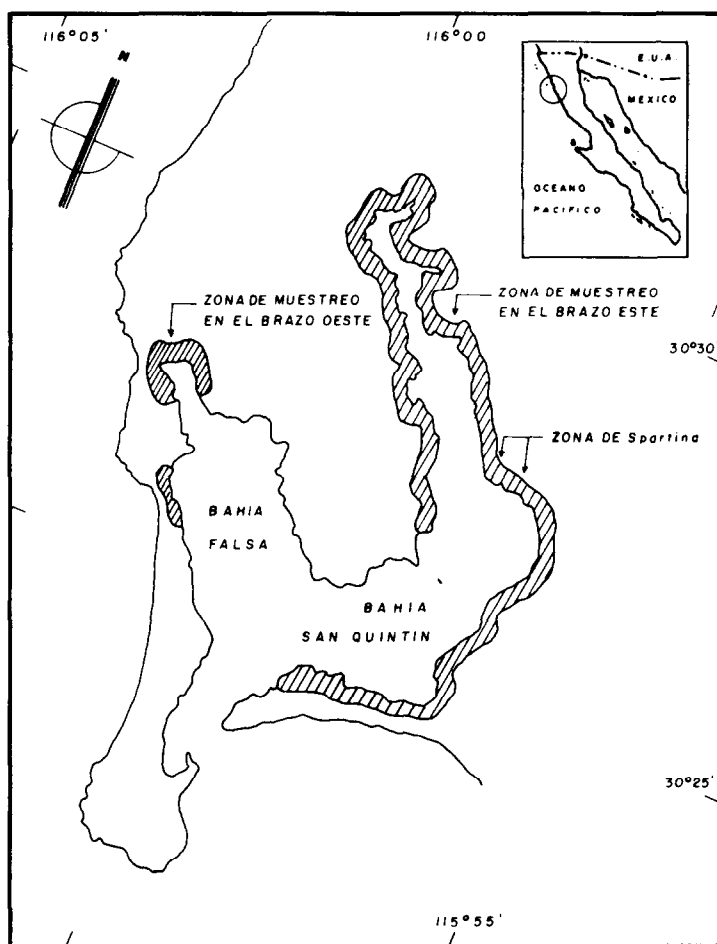 116°05'
116°00
N
E.U.A.
MEXICO
OCEANO
PACIFICO
ZONA DE MUESTREO
EN EL BRAZO OESTE
ZONA DE MUESTREO
EN EL BRAZO ESTE
30°30'
ZONA DE Spartina
BAHIA
FALSA
BAHIA
SAN QUINTIN
30°25'
115°55'